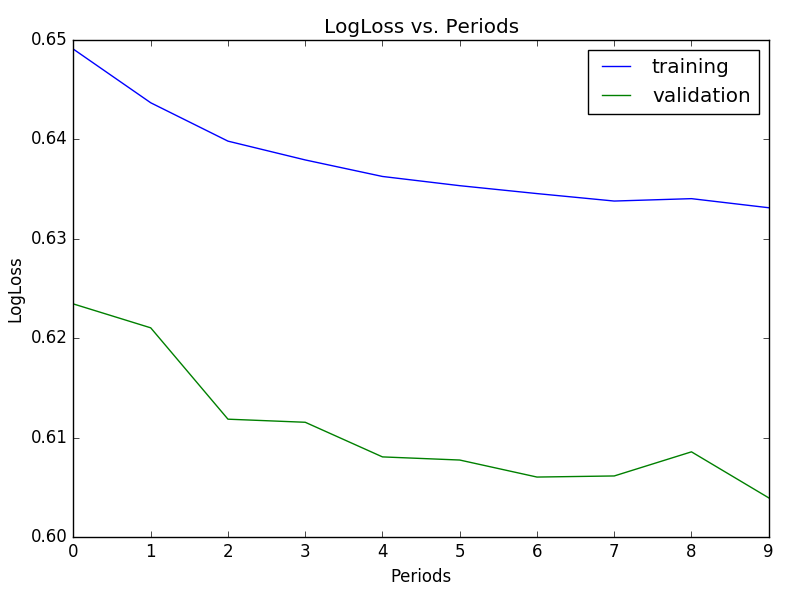 LogLoss vs. Periods
0.65
0.64
0.63
0.62
0.61
0.60
LogLoss
training
validation
0 1 2 3 4 5 6 7 8 9
Periods